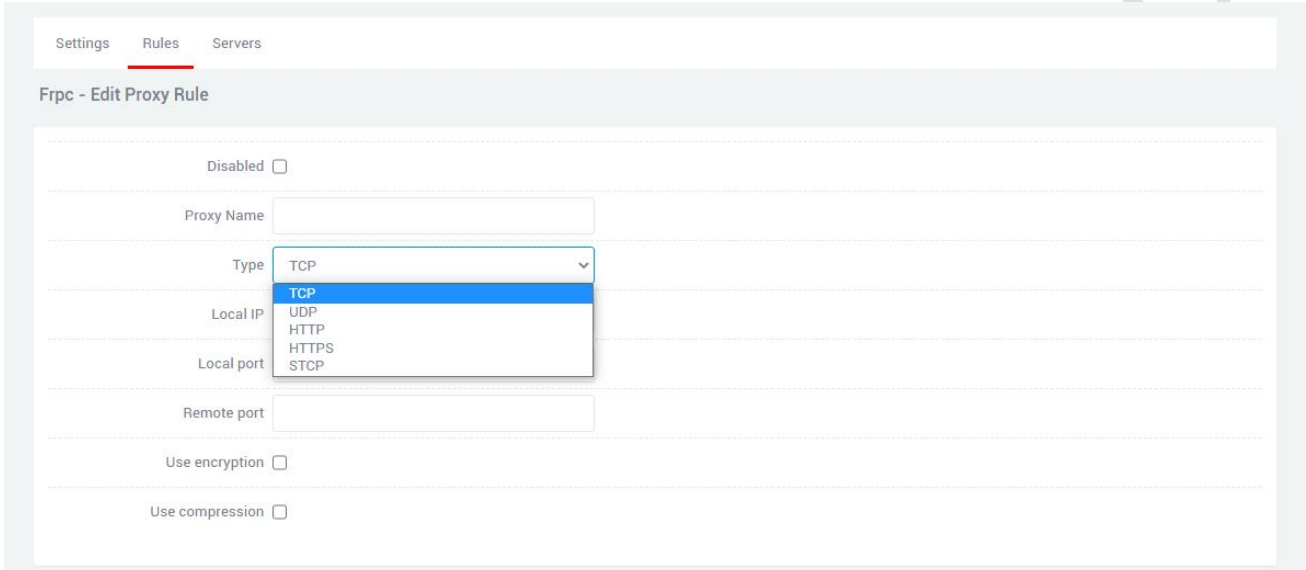 Settings Rules Servers
Frpc - Edit Proxy Rule
Disabled
Proxy Name
Type TCP
TCP
Local IP UDP
HTTP
HTTPS
Local port STCP
Remote port
Use encryption
Use compression